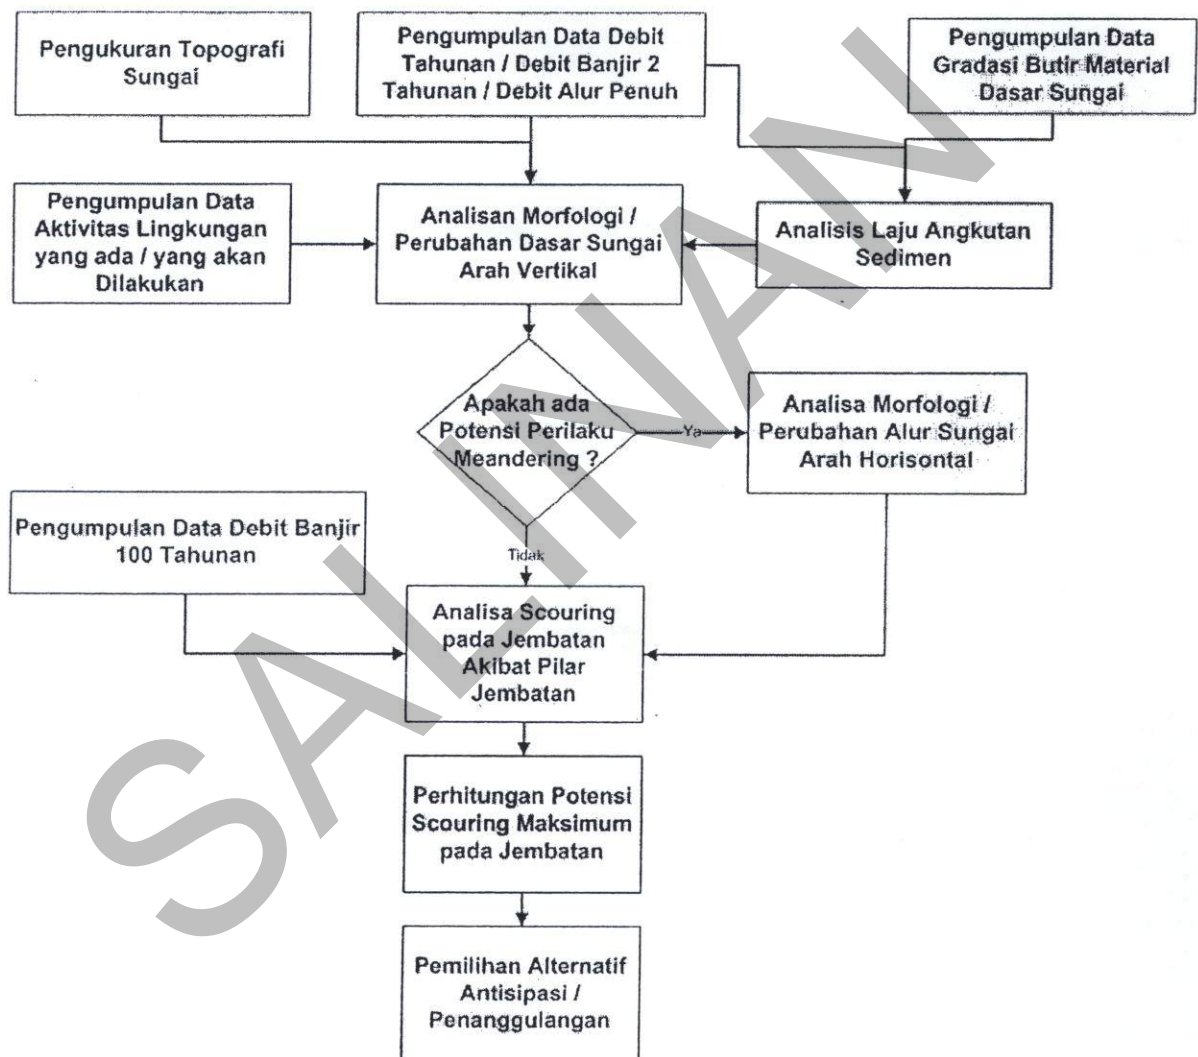 Pengukuran Topografi
Sungai
Pengumpulan Data Debit
Tahunan / Debit Banjir 2
Tahunan / Debit Alur Penuh
Pengumpulan Data
Gradasi Butir Material
Dasar Sungai
Pengumpulan Data
Aktivitas Lingkungan
yang ada / yang akan
Dilakukan
Analisan Morfologi /
Perubahan Dasar Sungai
Arah Vertikal
Analisis Laju Angkutan
Sedimen
Apakah ada
Potensi Perilaku
Meandering ?
Ya
Analisa Morfologi /
Perubahan Alur Sungai
Arah Horisontal
Pengumpulan Data Debit Banjir
100 Tahunan
Tidak
Analisa Scouring
pada Jembatan
Akibat Pilar
Jembatan
Perhitungan Potensi
Scouring Maksimum
pada Jembatan
Pemilihan Alternatif
Antisipasi /
Penanggulangan
SALINAN